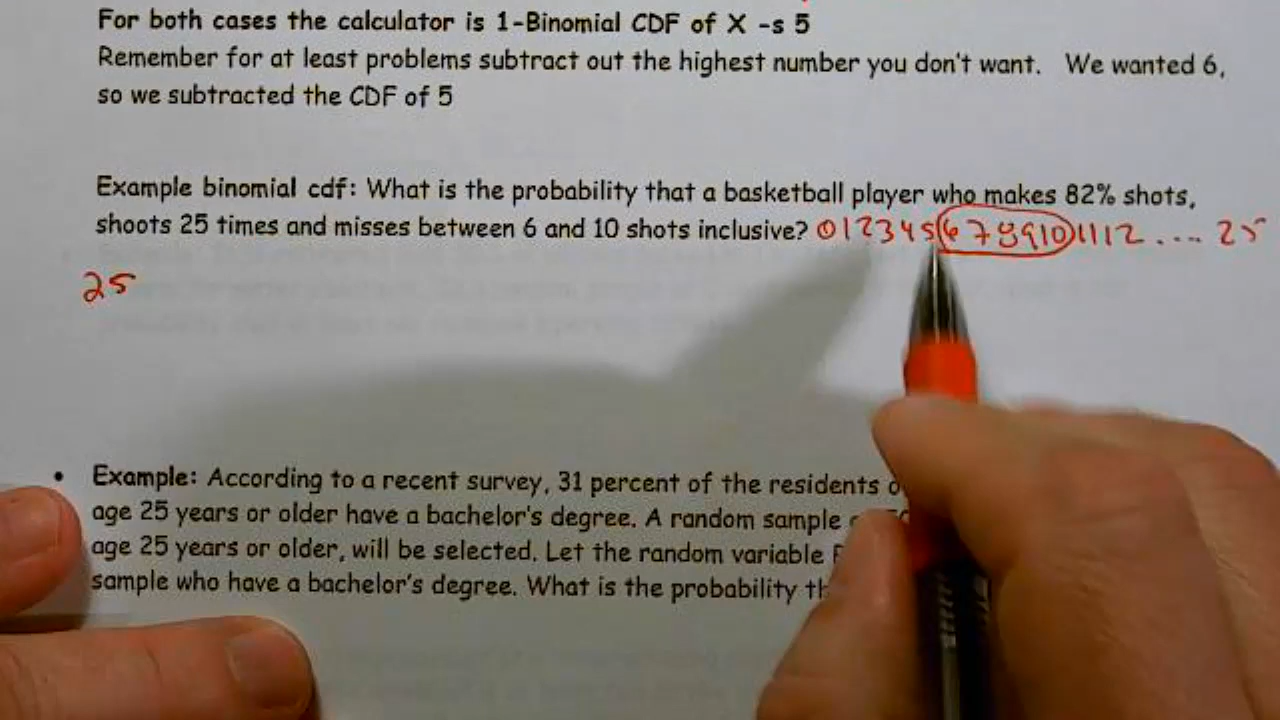 For both cases the calculator is 1-Binomial CDF of X -s 5
Remember for at least problems subtract out the highest number you don't want. We wanted 6,
so we subtracted the CDF of 5
Example binomial cdf: What is the probability that a basketball player who makes 82% shots,
shoots 25 times and misses between 6 and 10 shots inclusive? 0 1 2 3 4 5 6 7 8 9 10 11 12 .... 25
25
• Example: According to a recent survey, 31 percent of the residents
age 25 years or older have a bachelor's degree. A random sample
age 25 years or older, will be selected. Let the random variable
sample who have a bachelor's degree. What is the probability